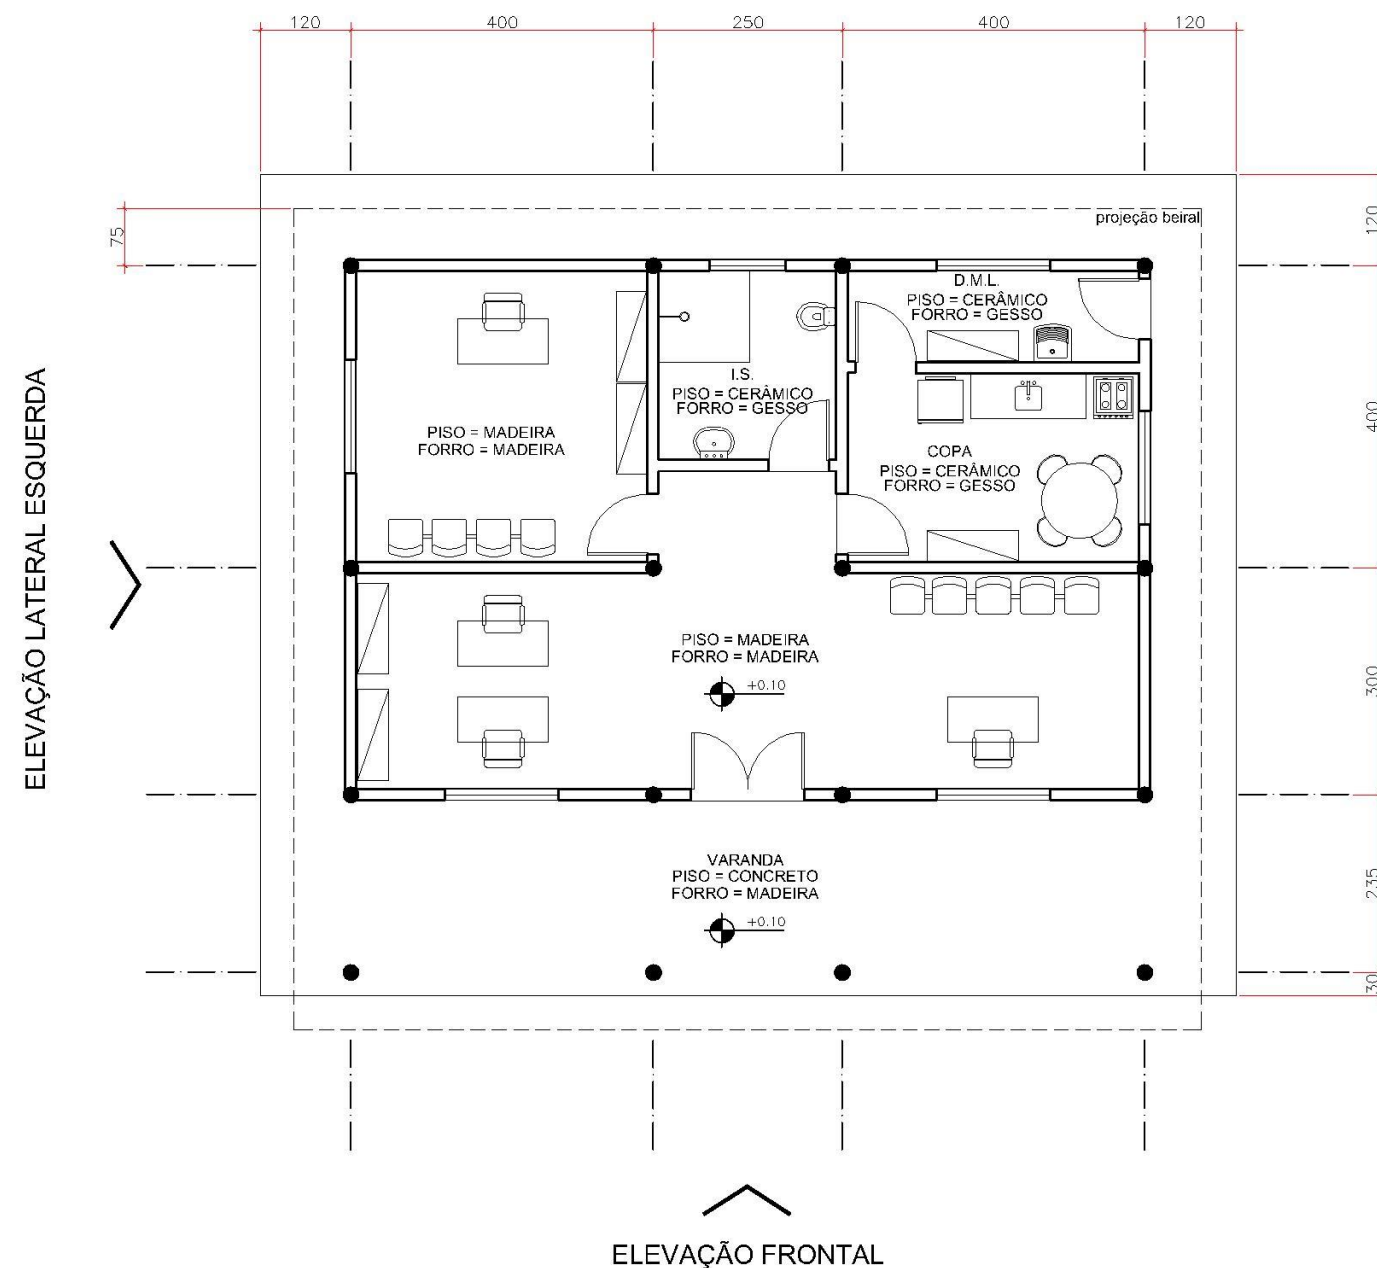 120
400
250
400
120
75
projeção beiral
120
D.M.L.
PISO = CERÂMICO
FORRO = GESSO
I.S.
PISO = CERÂMICO
FORRO = GESSO
400
PISO = MADEIRA
FORRO = MADEIRA
COPA
PISO = CERÂMICO
FORRO = GESSO
ELEVAÇÃO LATERAL ESQUERDA
PISO = MADEIRA
FORRO = MADEIRA
+0.10
300
VARANDA
PISO = CONCRETO
FORRO = MADEIRA
+0.10
235
30
ELEVAÇÃO FRONTAL